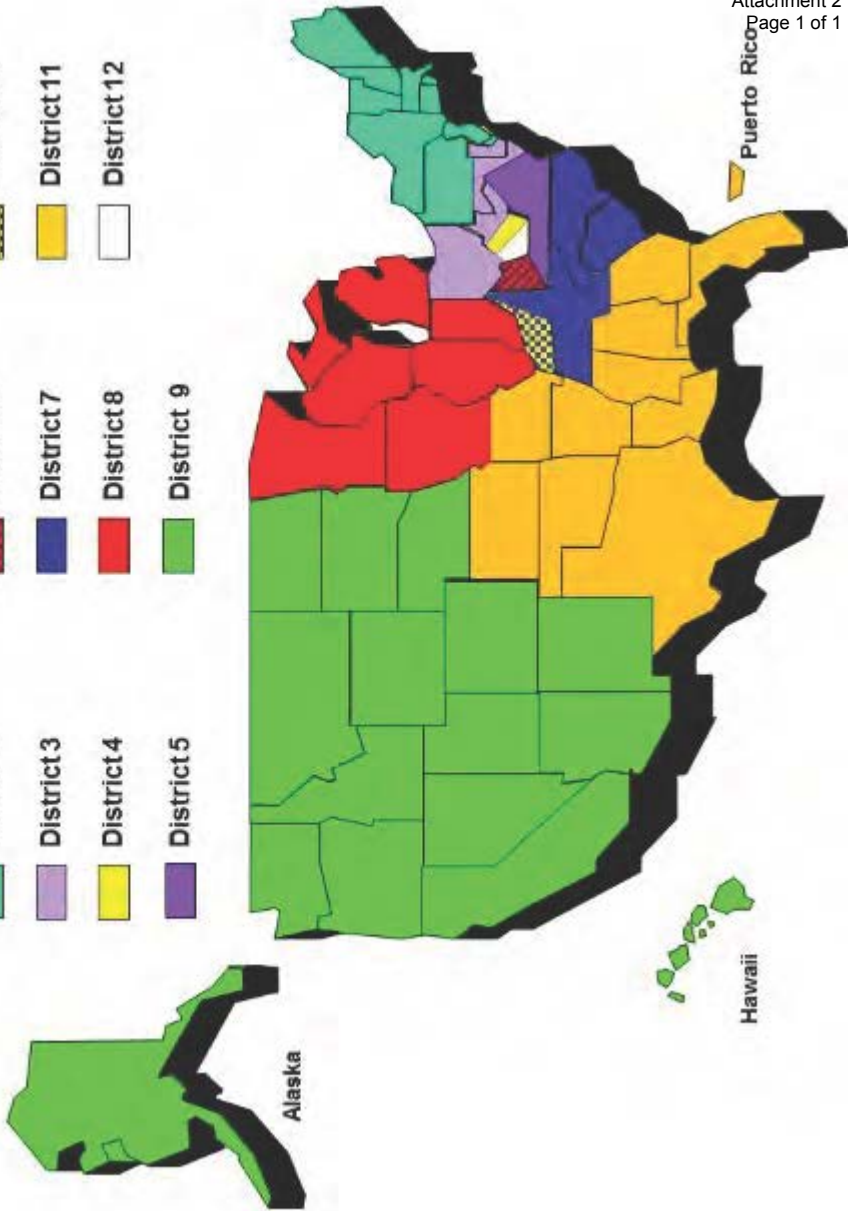 Attachment 2
Page 1 of 1
District 3
District 4
District 5
District 7
District 8
District 9
District 11
District 12
Alaska
Hawaii
Puerto Rico